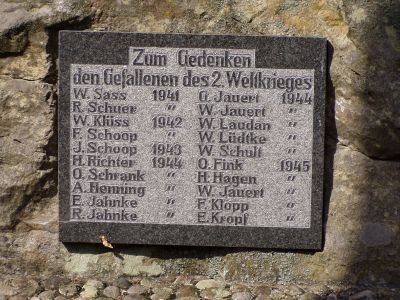 Zum Gedenken
den Gefallenen des 2. Weltkrieges
W. Sass 1941
R. Schuer "
W. Klüss 1942
F. Schoop "
J. Schoop 1943
H. Richter 1944
O. Schrank "
A. Henning "
E. Jahnke "
R. Jahnke "
G. Jauert 1944
W. Jauert "
W. Laudan "
W. Lüdtke "
W. Schult "
O. Fink 1945
H. Hagen "
W. Jauert "
F. Klopp "
E. Kropf "